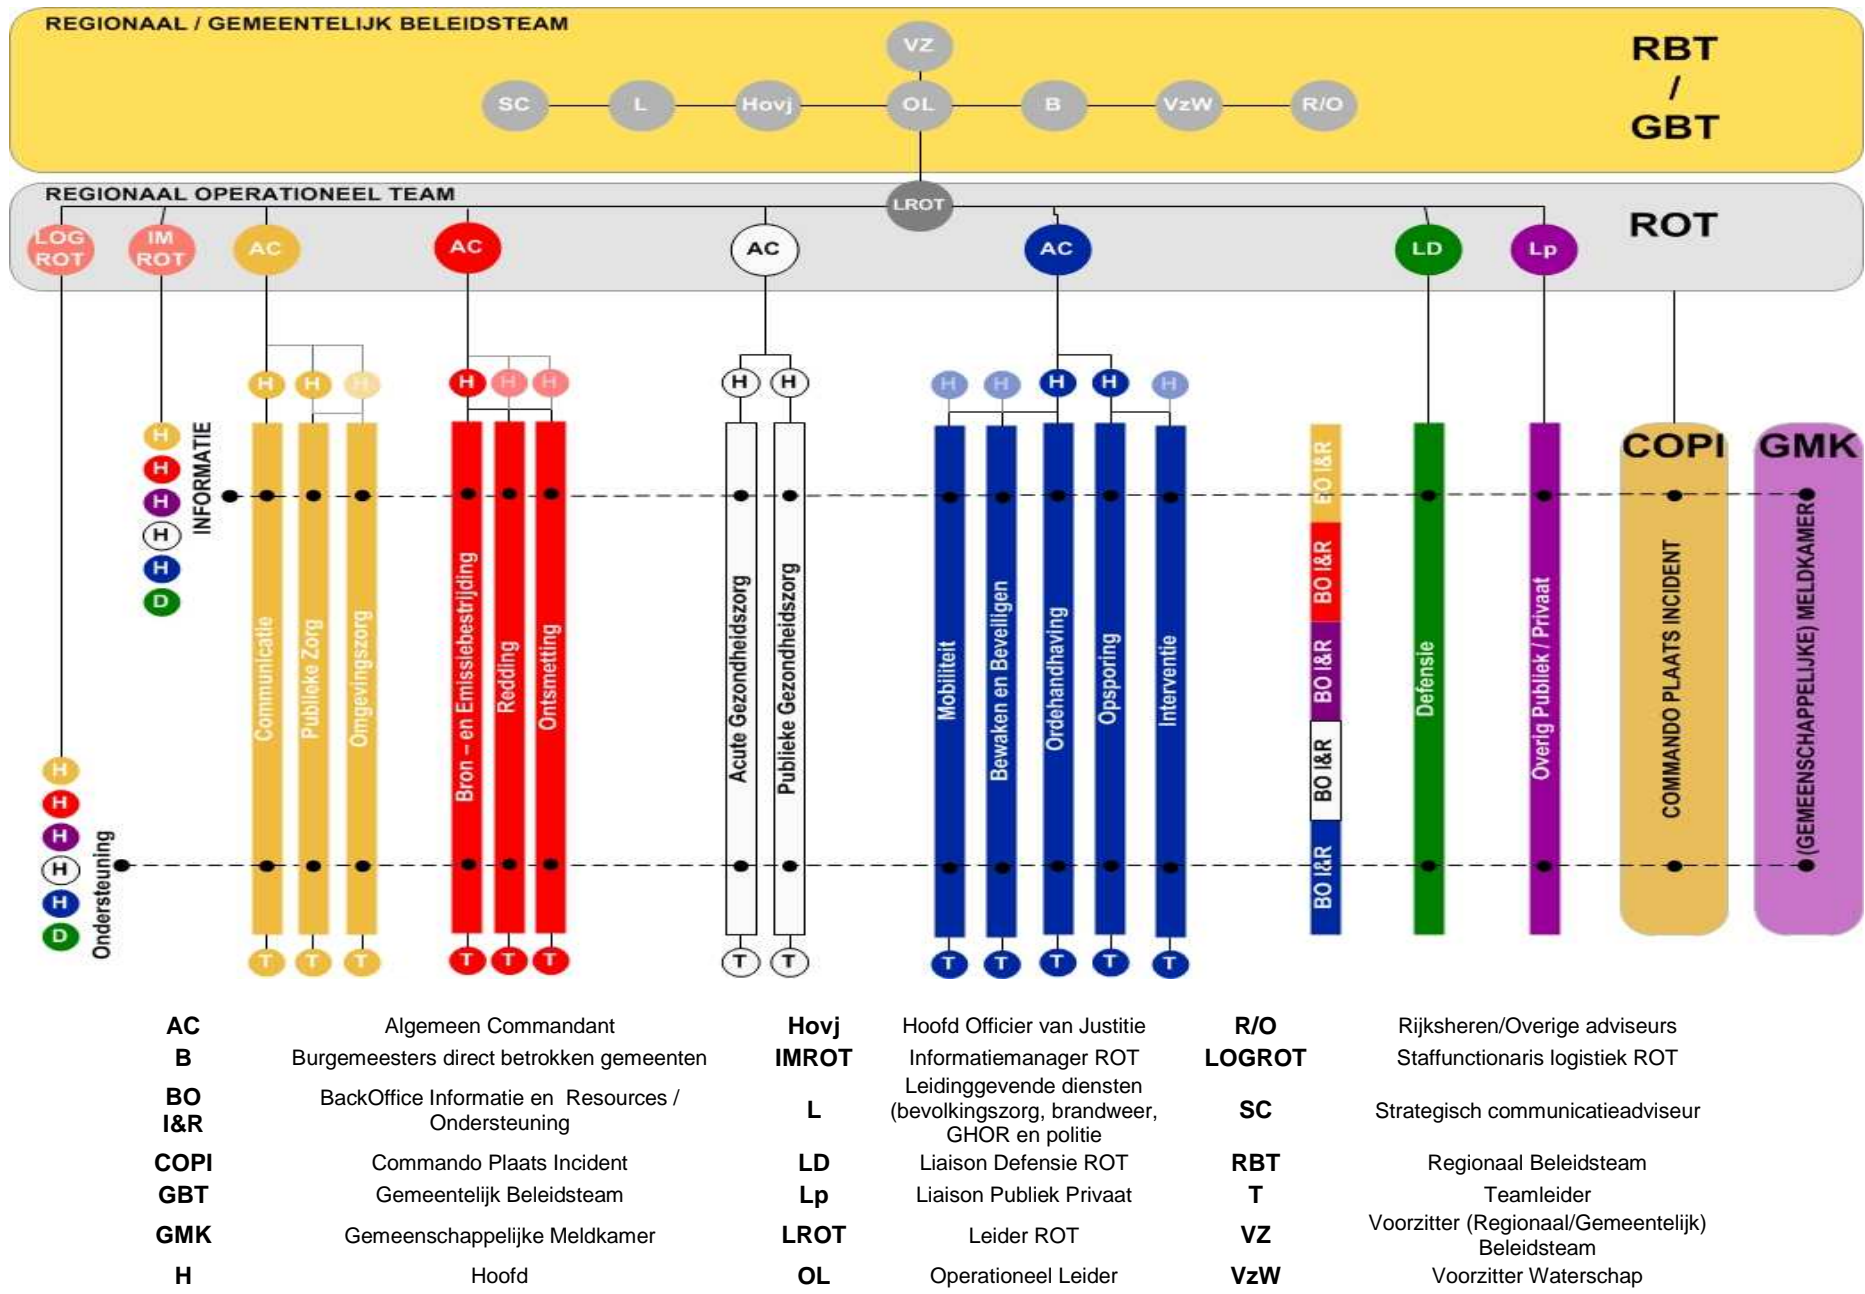 REGIONAAL / GEMEENTELIJK BELEIDSTEAM
VZ
SC L Hovj OL B VzW R/O
RBT
/
GBT
REGIONAAL OPERATIONEEL TEAM
LROT
ROT
LOG
ROT
IM
ROT
AC
AC
AC
AC
LD
Lp
H H H
H H H
H H
H H H H H
H
H
H
H
H
D
INFORMATIE
H
H
H
H
H
D
Ondersteuning
Communicatie
Publieke Zorg
Omgevingszorg
Bron – en Emissiebestrijding
Redding
Ontsmetting
Acute Gezondheidszorg
Publieke Gezondheidszorg
Mobiliteit
Bewaken en Beveiligen
Ordehandhaving
Opsporing
Interventie
BO I&R
BO I&R
BO I&R
BO I&R
BO I&R
Defensie
Overig Publiek / Privaat
COPI
COMMANDO PLAATS INCIDENT
GMK
(GEMEENSCHAPPELIJKE) MELDKAMER
T T T
T T T
T T
T T T T T
AC Algemeen Commandant Hovj Hoofd Officier van Justitie R/O Rijksheren/Overige adviseurs
B Burgemeesters direct betrokken gemeenten IMROT Informatiemanager ROT LOGROT Staffunctionaris logistiek ROT
BO
I&R
BackOffice Informatie en Resources /
Ondersteuning
L
Leidinggevende diensten
(bevolkingszorg, brandweer,
GHOR en politie
SC Strategisch communicatieadviseur
COPI Commando Plaats Incident LD Liaison Defensie ROT RBT Regionaal Beleidsteam
GBT Gemeentelijk Beleidsteam Lp Liaison Publiek Privaat T Teamleider
GMK Gemeenschappelijke Meldkamer LROT Leider ROT VZ
Voorzitter (Regionaal/Gemeentelijk)
Beleidsteam
H Hoofd OL Operationeel Leider VzW Voorzitter Waterschap